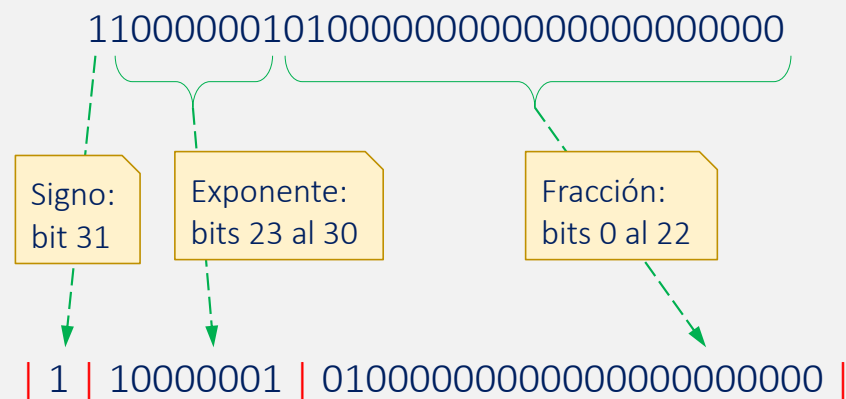 11000000101000000000000000000000
Signo:
bit 31
Exponente:
bits 23 al 30
Fracción:
bits 0 al 22
| 1 | 10000001 | 01000000000000000000000 |